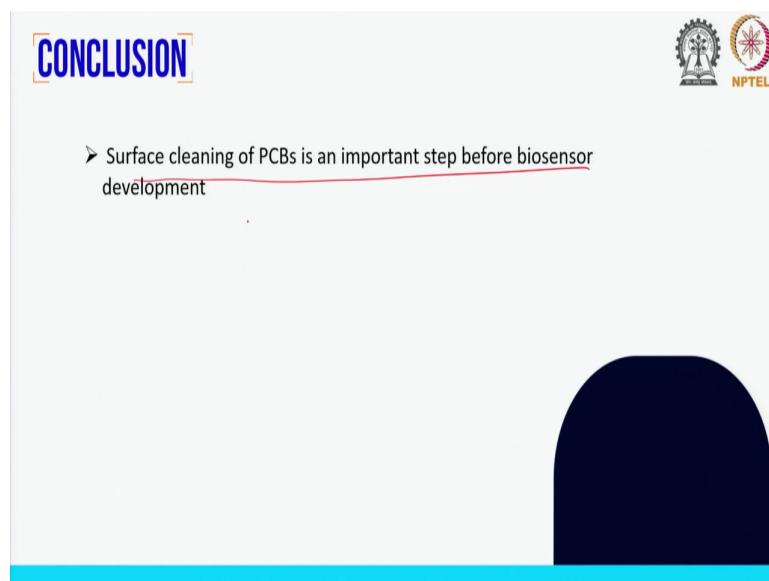 CONCLUSION
NPTEL
➤ Surface cleaning of PCBs is an important step before biosensor
development